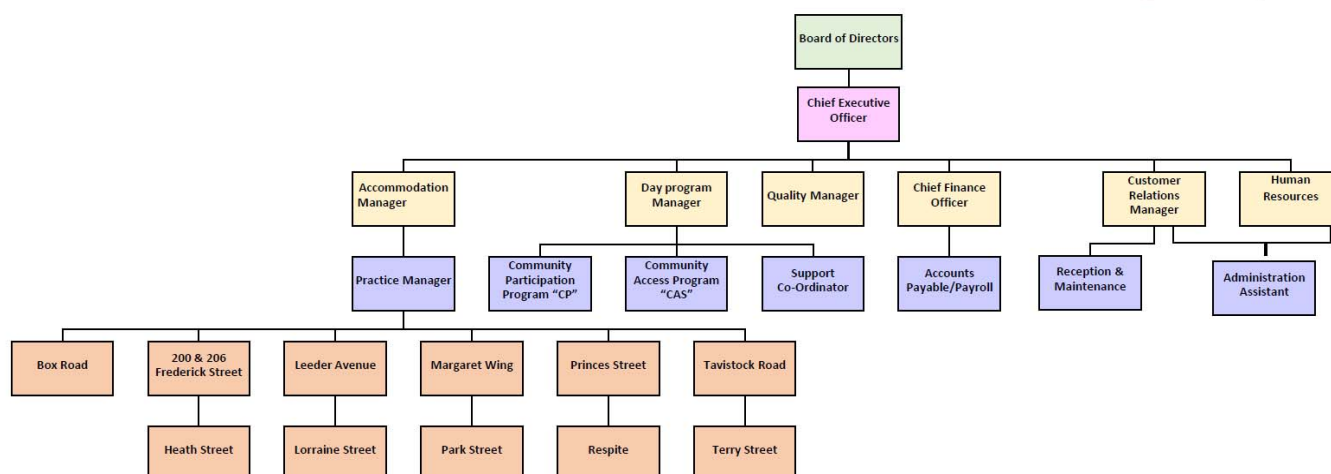 Board of Directors
Chief Executive
Officer
Accommodation
Manager
Day program
Manager
Quality Manager
Chief Finance
Officer
Customer
Relations
Manager
Human
Resources
Practice Manager
Community
Participation
Program “CP”
Community
Access Program
“CAS”
Support
Co-Ordinator
Accounts
Payable/Payroll
Reception &
Maintenance
Administration
Assistant
Box Road
200 & 206
Frederick Street
Leeder Avenue
Margaret Wing
Princes Street
Tavistock Road
Heath Street
Lorraine Street
Park Street
Respite
Terry Street